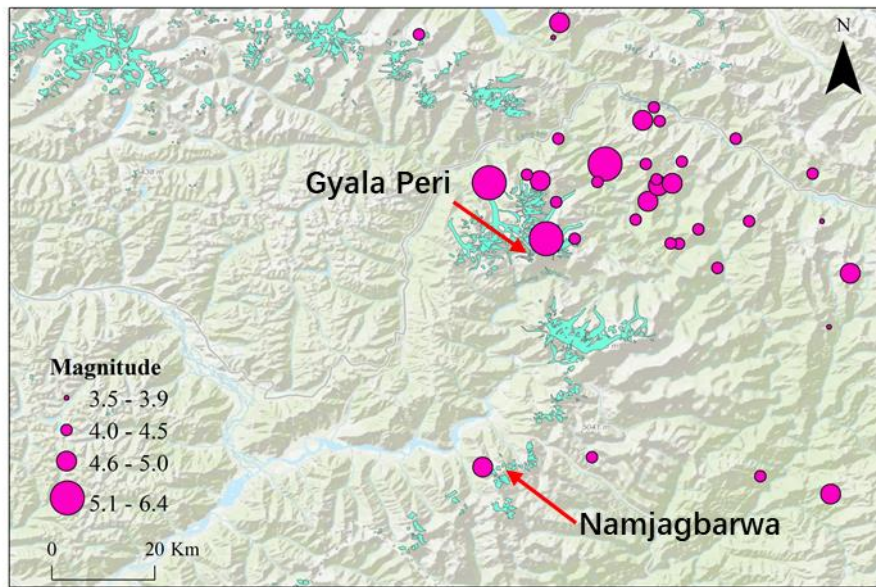 N
Gyala Peri
Magnitude
3.5 - 3.9
4.0 - 4.5
4.6 - 5.0
5.1 - 6.4
Namjagbarwa
0 20 Km